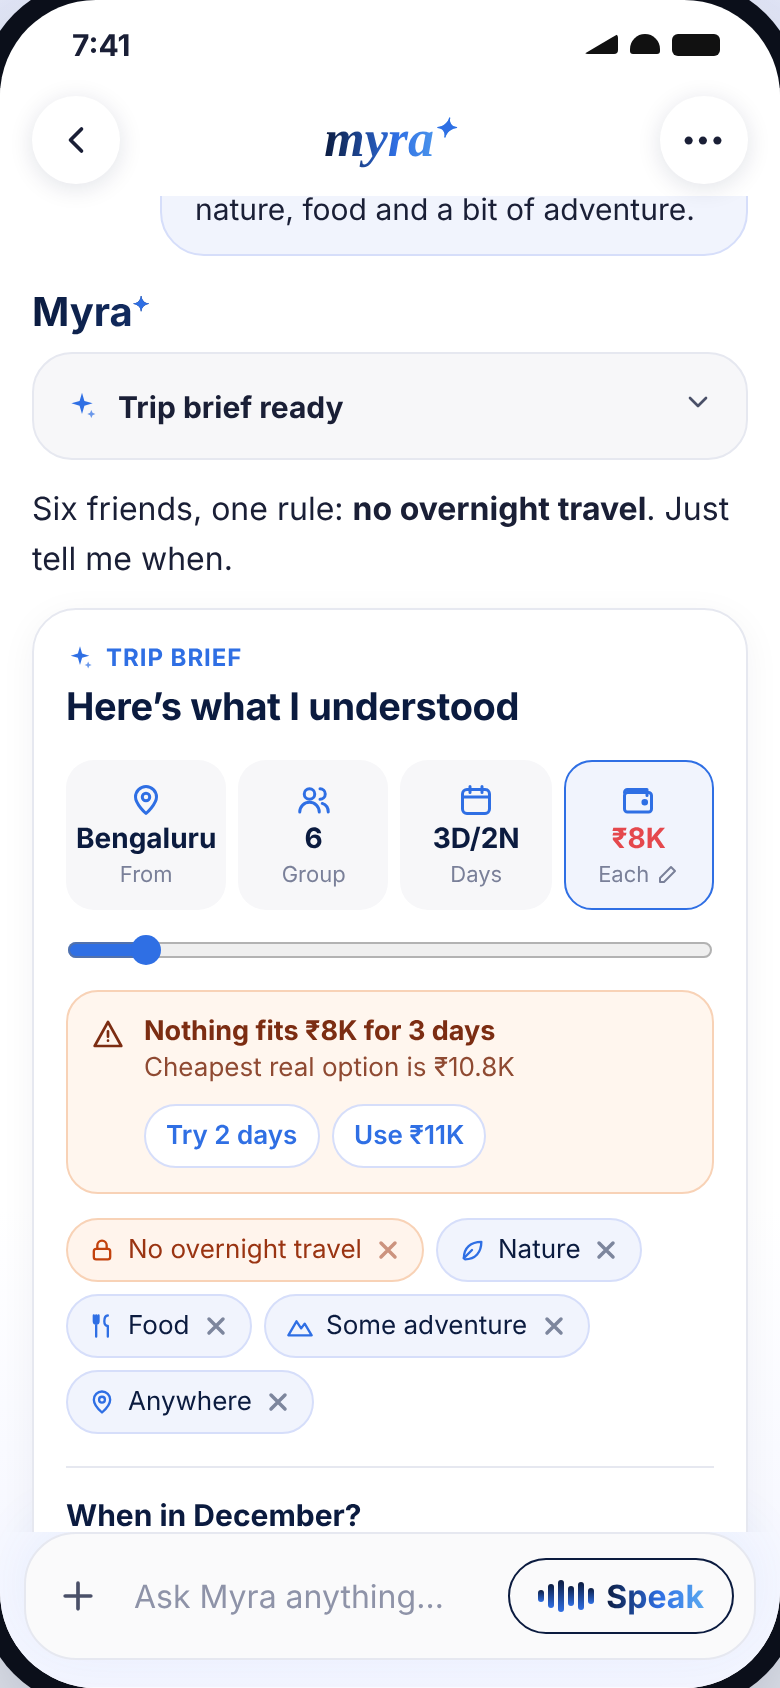 7:41
myra
nature, food and a bit of adventure.
Myra
Trip brief ready
Six friends, one rule: no overnight travel. Just
tell me when.
TRIP BRIEF
Here’s what I understood
Bengaluru
From
6
Group
3D/2N
Days
₹8K
Each
Nothing fits ₹8K for 3 days
Cheapest real option is ₹10.8K
Try 2 days
Use ₹11K
No overnight travel
Nature
Food
Some adventure
Anywhere
When in December?
Ask Myra anything...
Speak